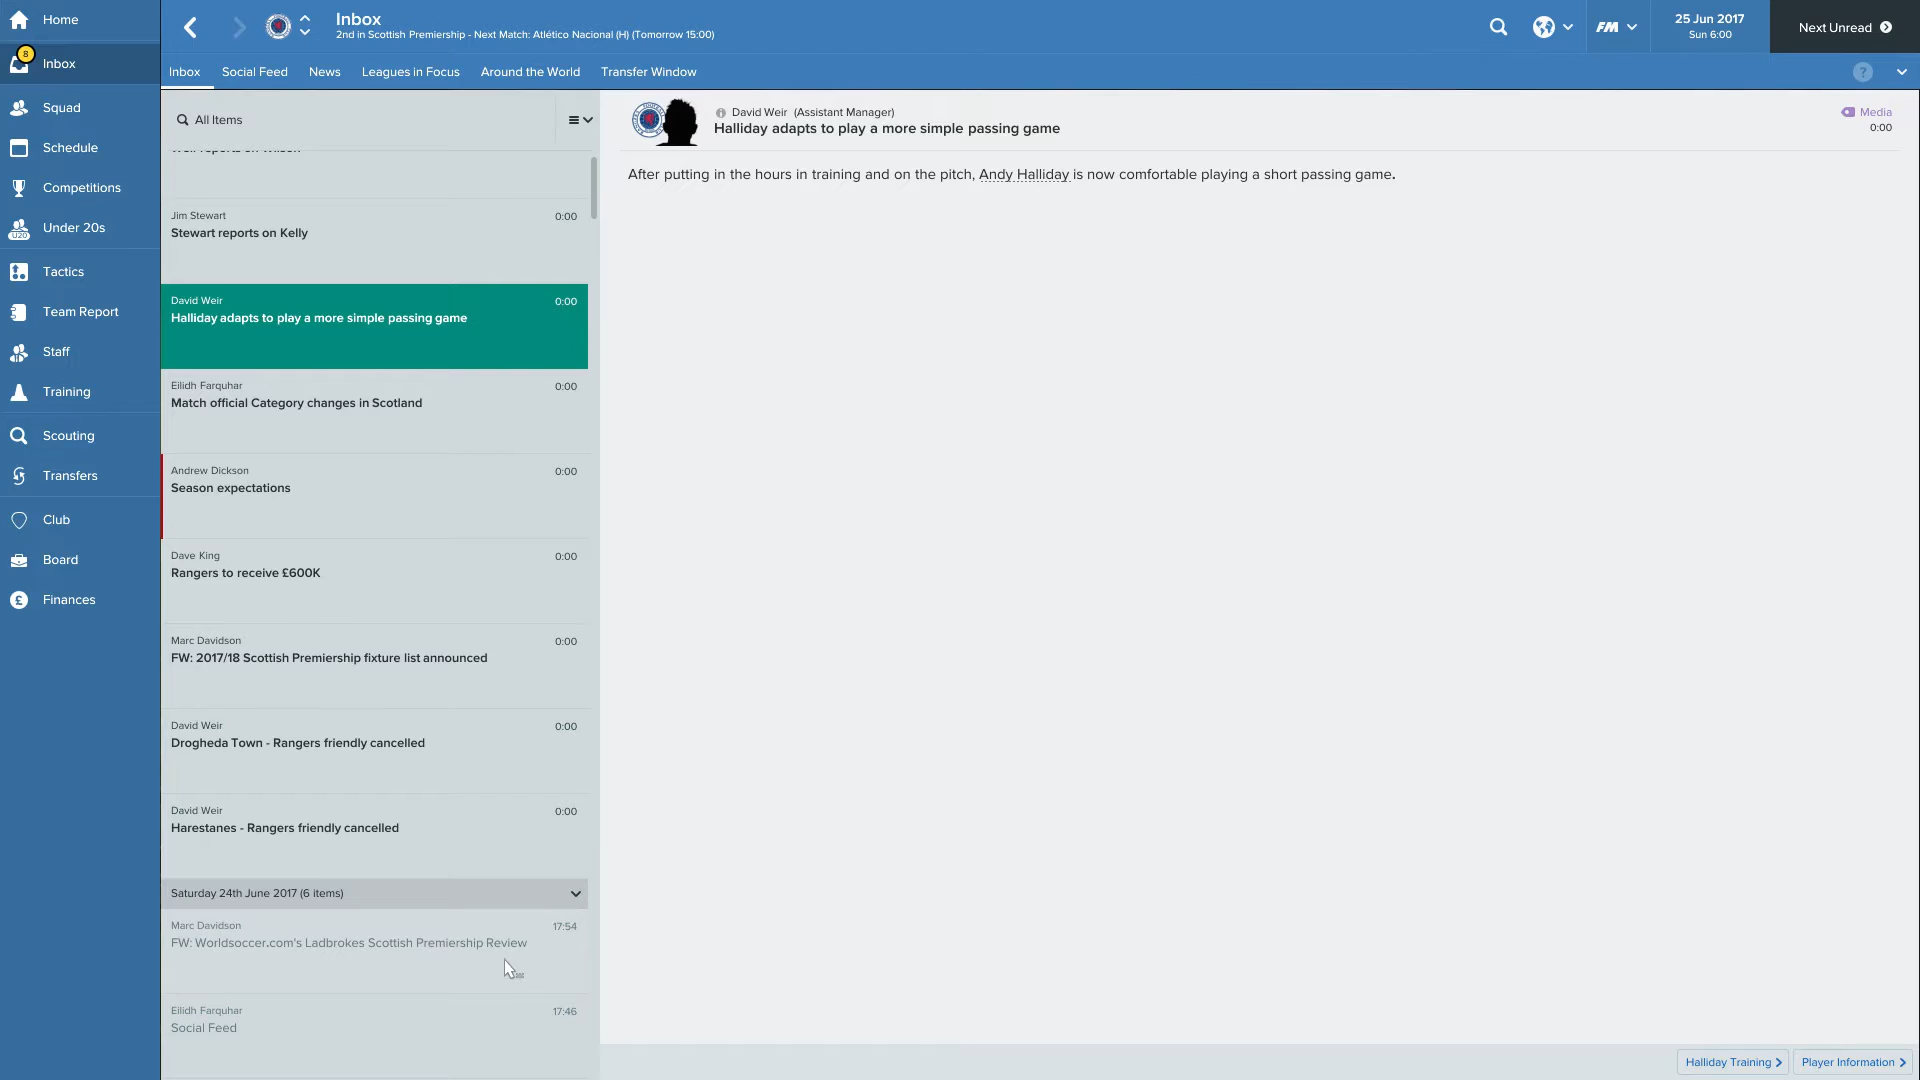 Home
8
Inbox
Squad
Schedule
Competitions
U20
Under 20s
Tactics
Team Report
Staff
Training
Scouting
Transfers
Club
Board
£
Finances
Inbox
2nd in Scottish Premiership - Next Match: Atlético Nacional (H) (Tomorrow 15:00)
FM
25 Jun 2017
Sun 6:00
Next Unread
Inbox
Social Feed
News
Leagues in Focus
Around the World
Transfer Window
?
All Items
Jim Stewart
0:00
Stewart reports on Kelly
David Weir
0:00
Halliday adapts to play a more simple passing game
Eilidh Farquhar
0:00
Match official Category changes in Scotland
Andrew Dickson
0:00
Season expectations
Dave King
0:00
Rangers to receive £600K
Marc Davidson
0:00
FW: 2017/18 Scottish Premiership fixture list announced
David Weir
0:00
Drogheda Town - Rangers friendly cancelled
David Weir
0:00
Harestanes - Rangers friendly cancelled
Saturday 24th June 2017 (6 items)
Marc Davidson
17:54
FW: Worldsoccer.com's Ladbrokes Scottish Premiership Review
Eilidh Farquhar
17:46
Social Feed
David Weir (Assistant Manager)
Halliday adapts to play a more simple passing game
Media
0:00
After putting in the hours in training and on the pitch, Andy Halliday is now comfortable playing a short passing game.
Halliday Training
Player Information